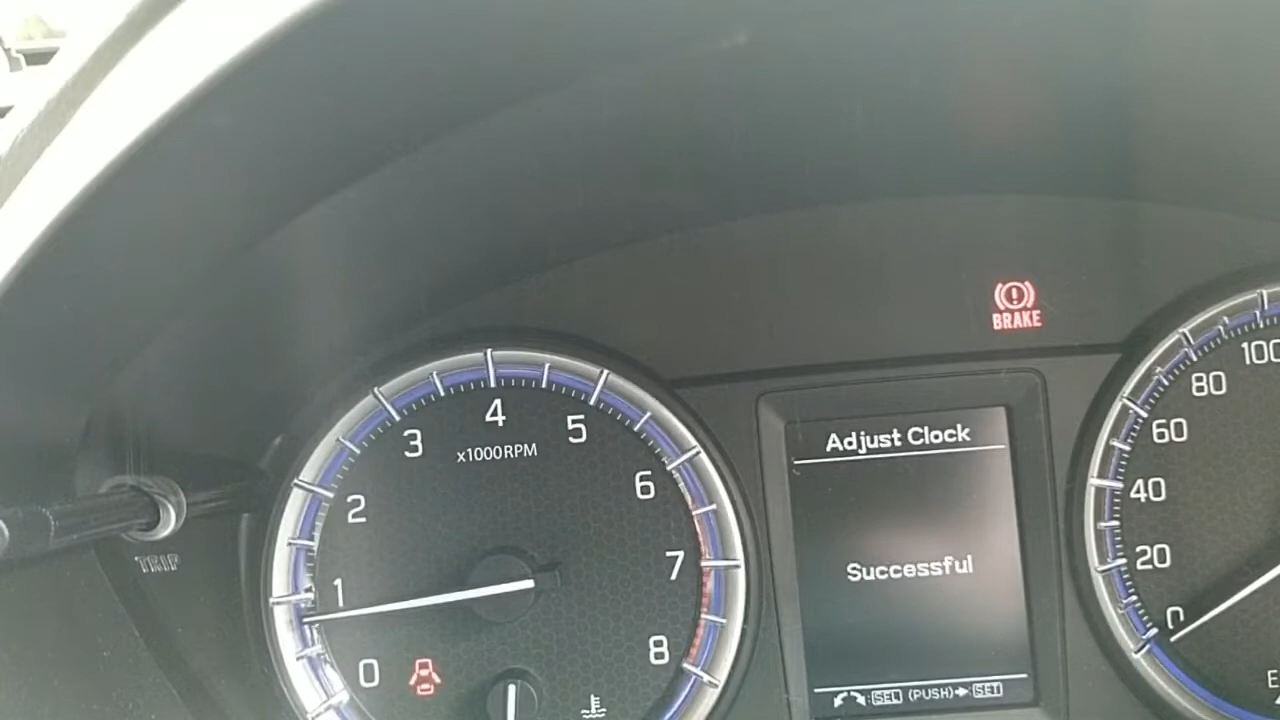 BRAKE
Adjust Clock
Successful
:SEL (PUSH)➡:SET
TRIP
0
1
2
3
4
5
6
7
8
x1000RPM
0
20
40
60
80
100
E